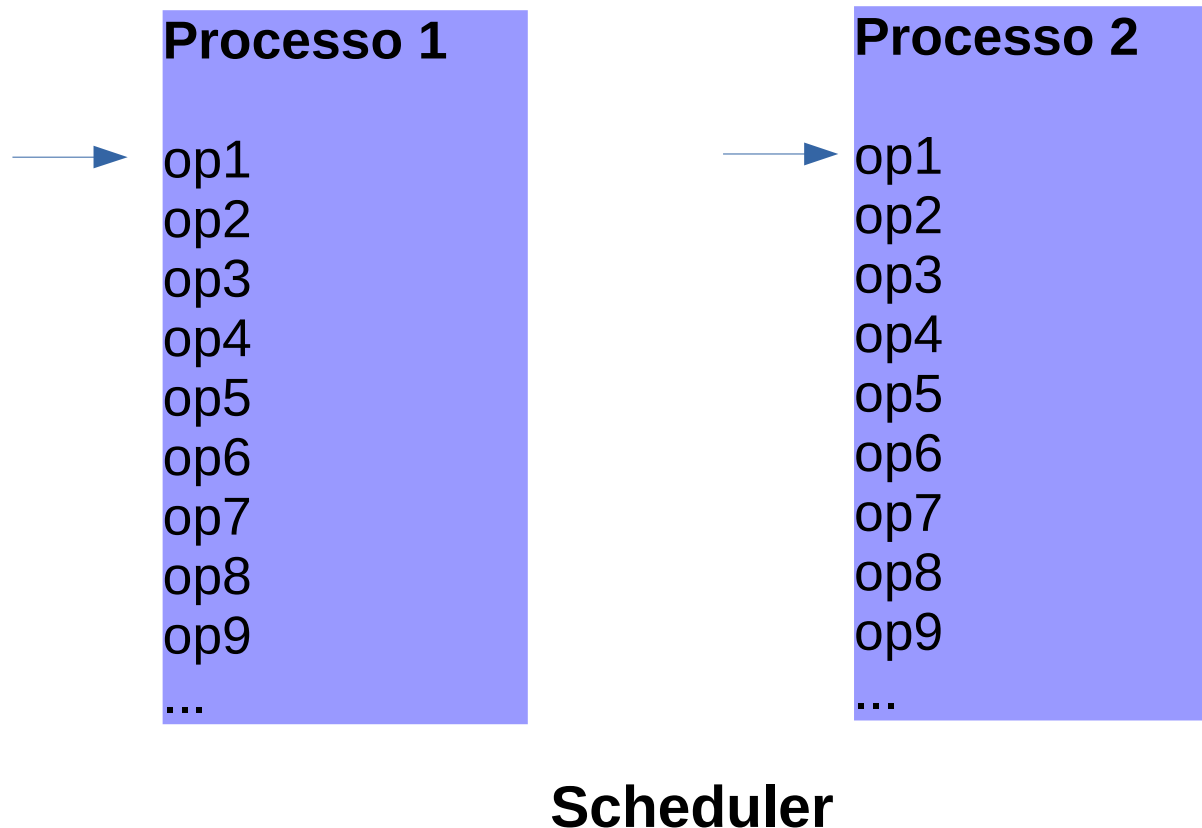 Processo 1
op1
op2
op3
op4
op5
op6
op7
op8
op9
...
Processo 2
op1
op2
op3
op4
op5
op6
op7
op8
op9
...
Scheduler